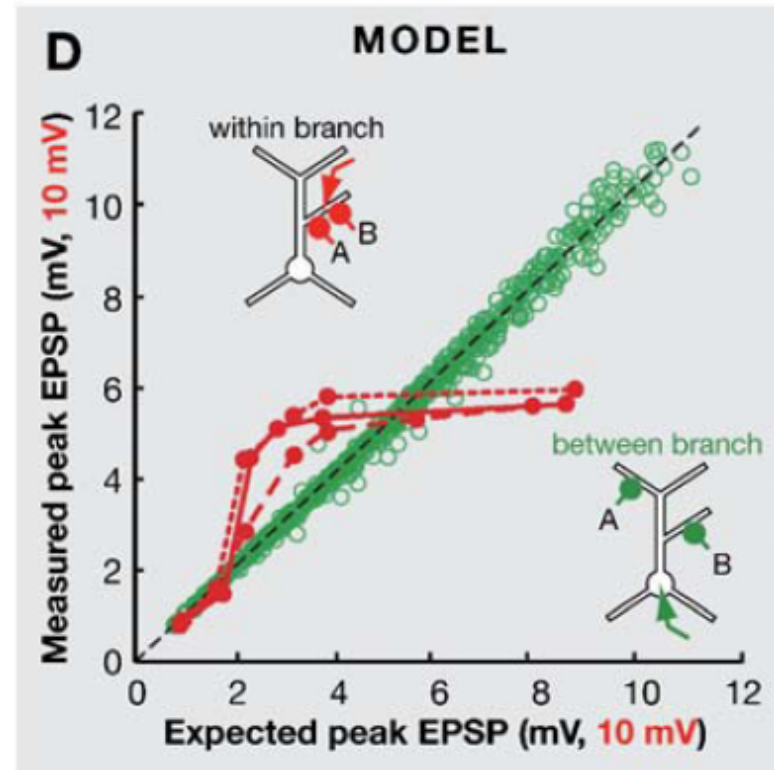 D
MODEL
Measured peak EPSP (mV, 10 mV)
12
10
8
6
4
2
0
within branch
A
B
between branch
A
B
0 2 4 6 8 10 12
Expected peak EPSP (mV, 10 mV)